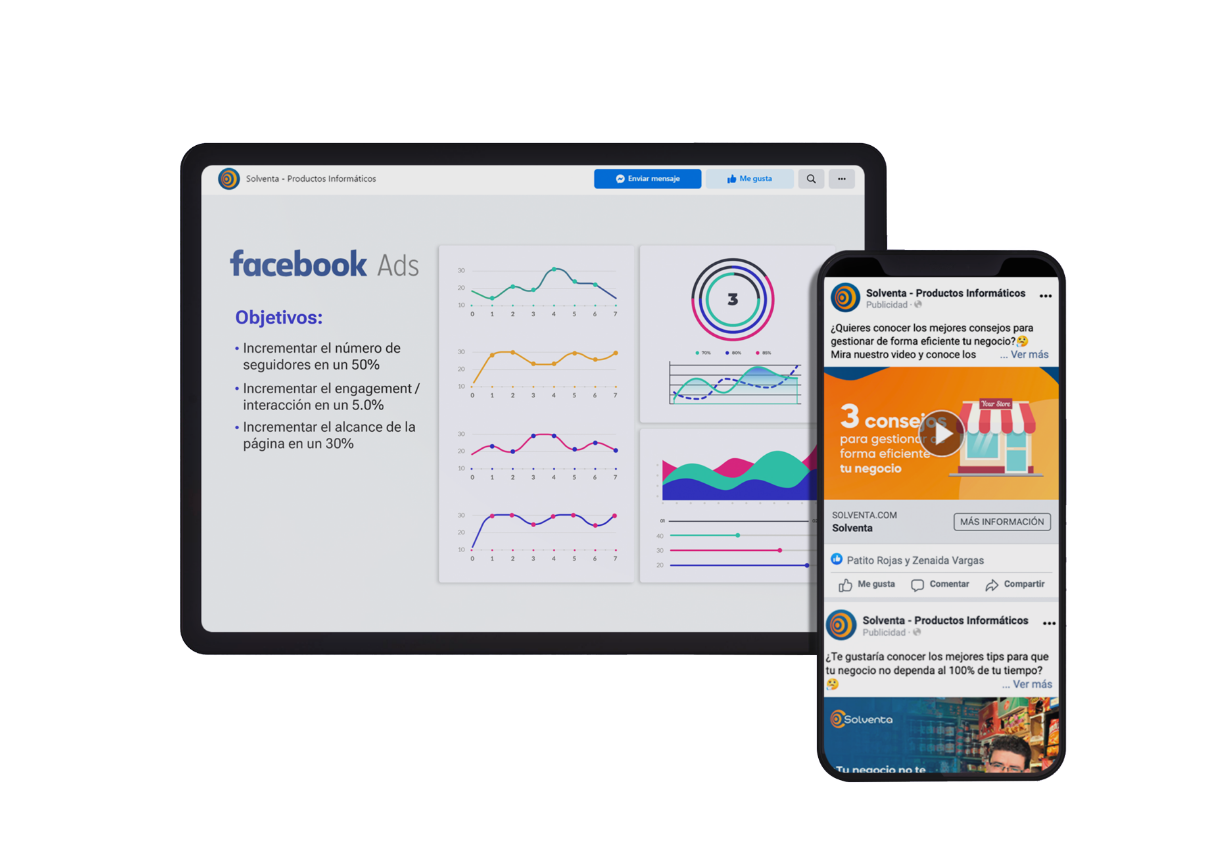 Solventa - Productos Informáticos
Enviar mensaje
Me gusta
facebook Ads
Objetivos:
• Incrementar el número de
seguidores en un 50%
• Incrementar el engagement /
interacción en un 5.0%
• Incrementar el alcance de la
página en un 30%
30
20
10
0 1 2 3 4 5 6 7
30
20
10
0 1 2 3 4 5 6 7
30
20
10
0 1 2 3 4 5 6 7
30
20
10
0 1 2 3 4 5 6 7
3
70% 80% 85%
40
30
20
Solventa - Productos Informáticos
Publicidad ·
¿Quieres conocer los mejores consejos para
gestionar de forma eficiente tu negocio?🤔
Mira nuestro video y conoce los ... Ver más
Your Store
3 consejos
para gestionar
forma eficiente
tu negocio
SOLVENTA.COM
Solventa
MÁS INFORMACIÓN
Patito Rojas y Zenaida Vargas
Me gusta Comentar Compartir
Solventa - Productos Informáticos
Publicidad ·
¿Te gustaría conocer los mejores tips para que
tu negocio no dependa al 100% de tu tiempo?
🤔 ... Ver más
Solventa
Tu negocio no te